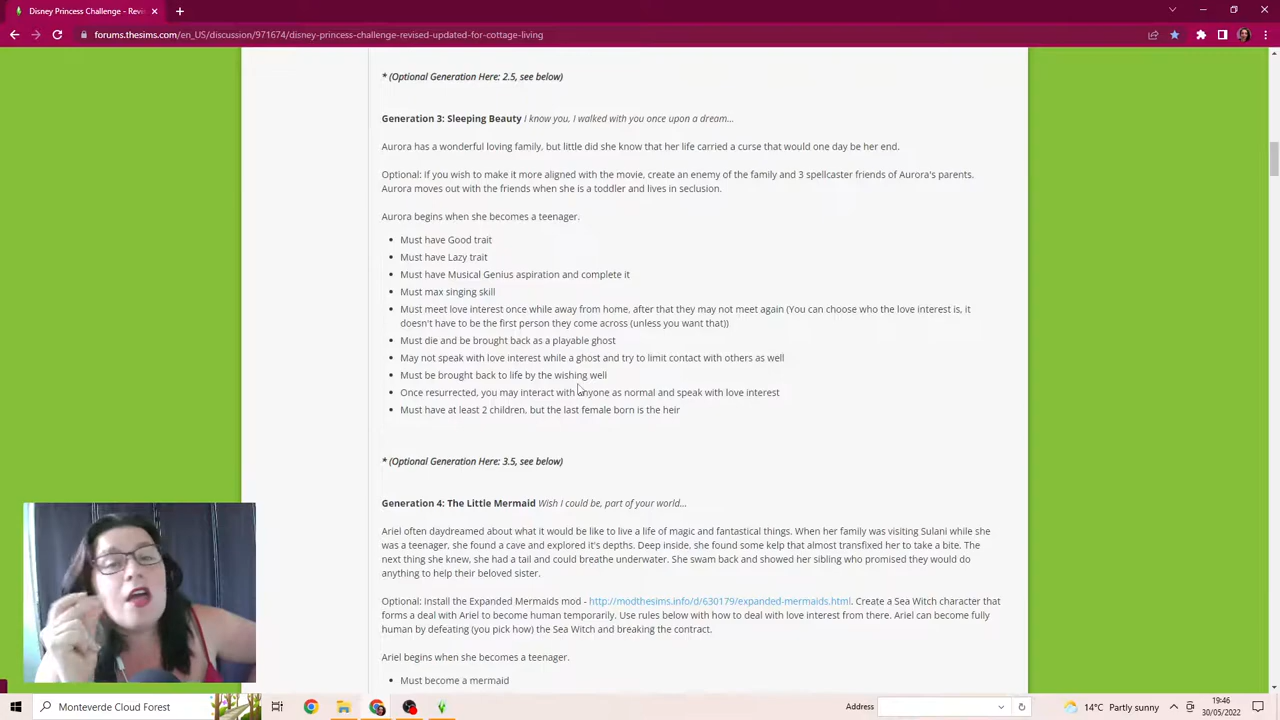 Disney Princess Challenge - Revis
forums.thesims.com/en_US/discussion/971674/disney-princess-challenge-revised-updated-for-cottage-living
* (Optional Generation Here: 2.5, see below)
Generation 3: Sleeping Beauty I know you, I walked with you once upon a dream...
Aurora has a wonderful loving family, but little did she know that her life carried a curse that would one day be her end.
Optional: If you wish to make it more aligned with the movie, create an enemy of the family and 3 spellcaster friends of Aurora's parents.
Aurora moves out with the friends when she is a toddler and lives in seclusion.
Aurora begins when she becomes a teenager.
• Must have Good trait
• Must have Lazy trait
• Must have Musical Genius aspiration and complete it
• Must max singing skill
• Must meet love interest once while away from home, after that they may not meet again (You can choose who the love interest is, it
doesn't have to be the first person they come across (unless you want that))
• Must die and be brought back as a playable ghost
• May not speak with love interest while a ghost and try to limit contact with others as well
• Must be brought back to life by the wishing well
• Once resurrected, you may interact with anyone as normal and speak with love interest
• Must have at least 2 children, but the last female born is the heir
* (Optional Generation Here: 3.5, see below)
Generation 4: The Little Mermaid Wish I could be, part of your world...
Ariel often daydreamed about what it would be like to live a life of magic and fantastical things. When her family was visiting Sulani while she
was a teenager, she found a cave and explored it's depths. Deep inside, she found some kelp that almost transfixed her to take a bite. The
next thing she knew, she had a tail and could breathe underwater. She swam back and showed her sibling who promised they would do
anything to help their beloved sister.
Optional: install the Expanded Mermaids mod - http://modthesims.info/d/630179/expanded-mermaids.html. Create a Sea Witch character that
forms a deal with Ariel to become human temporarily. Use rules below with how to deal with love interest from there. Ariel can become fully
human by defeating (you pick how) the Sea Witch and breaking the contract.
Ariel begins when she becomes a teenager.
• Must become a mermaid
Monteverde Cloud Forest
Address
14°C Partly sunny
19:46
30/05/2022